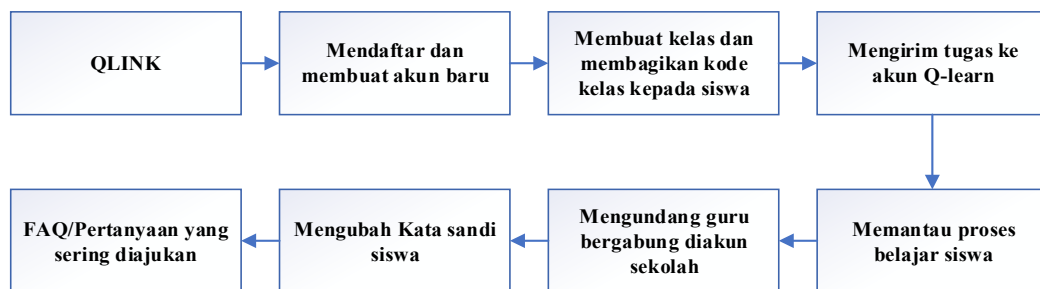 QLINK
Mendaftar dan
membuat akun baru
Membuat kelas dan
membagikan kode
kelas kepada siswa
Mengirim tugas ke
akun Q-learn
Memantau proses
belajar siswa
Mengundang guru
bergabung diakun
sekolah
Mengubah Kata sandi
siswa
FAQ/Pertanyaan yang
sering diajukan